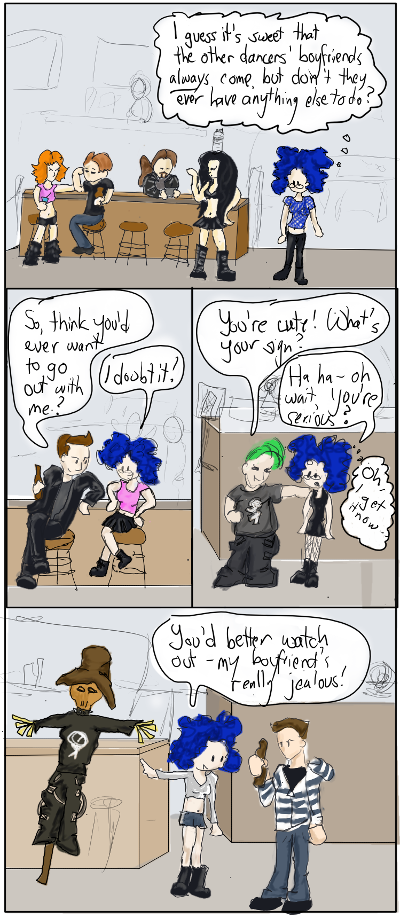 I guess it's sweet that
the other dancers' boyfriends
always come, but don't they
ever have anything else to do?
So, think you'd
ever want
to go
out with
me?
I doubt it!
You're cute! What's
your sign?
Ha ha - oh
wait, you're
serious?
Oh
I get
it now...
You'd better watch
out - my boyfriend's
really jealous!